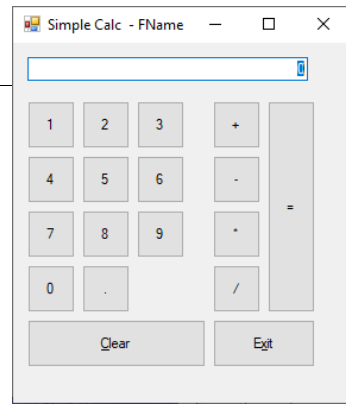 Simple Calc - FName
0
1 2 3 +
4 5 6 -
7 8 9 * =
0 . /
Clear Exit